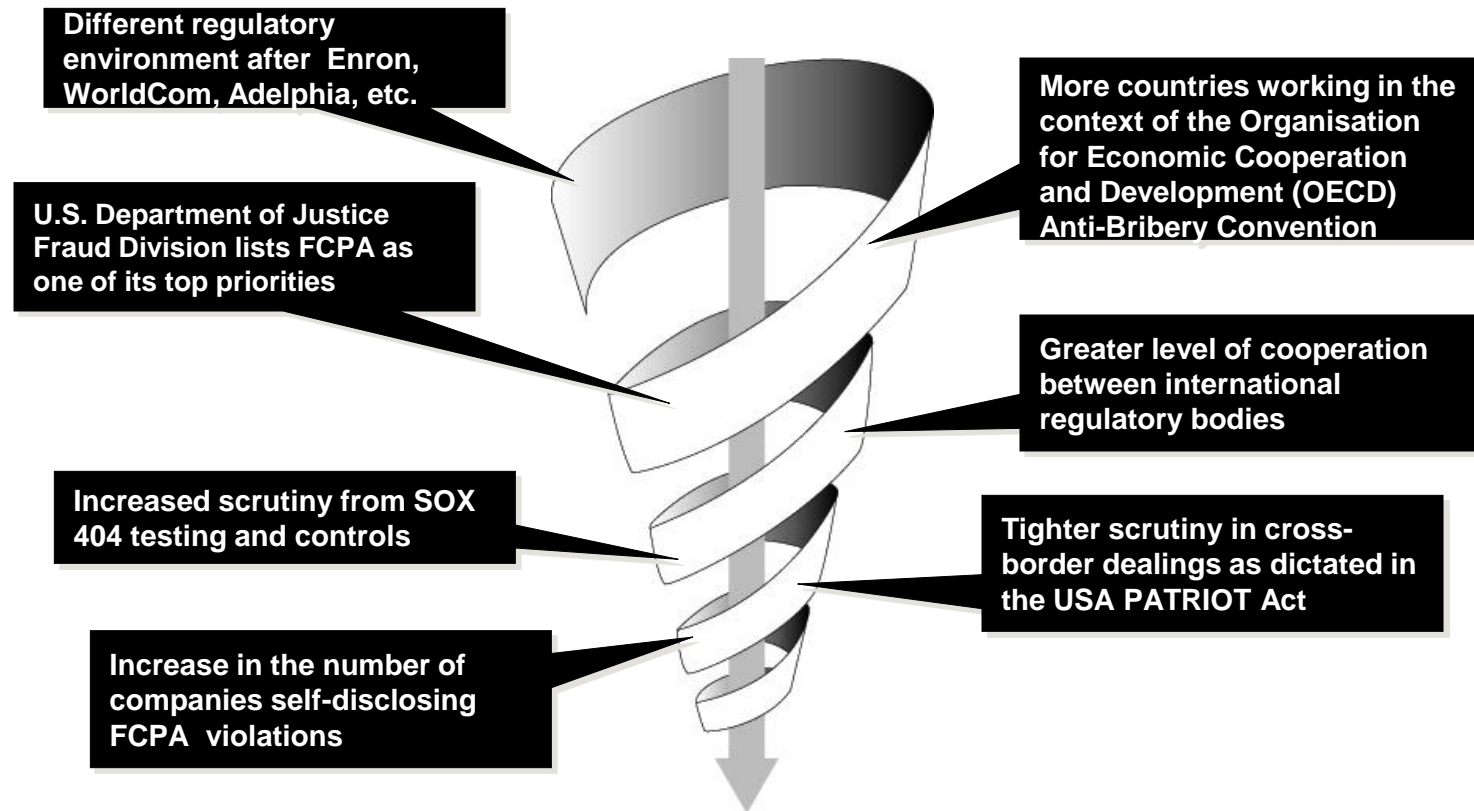 Different regulatory
environment after  Enron,
WorldCom, Adelphia, etc.
U.S. Department of Justice
Fraud Division lists FCPA as
one of its top priorities
Increased scrutiny from SOX
404 testing and controls
Increase in the number of
companies self-disclosing
FCPA  violations
More countries working in the
context of the Organisation
for Economic Cooperation
and Development (OECD)
Anti-Bribery Convention
Greater level of cooperation
between international
regulatory bodies
Tighter scrutiny in cross-
border dealings as dictated in
the USA PATRIOT Act